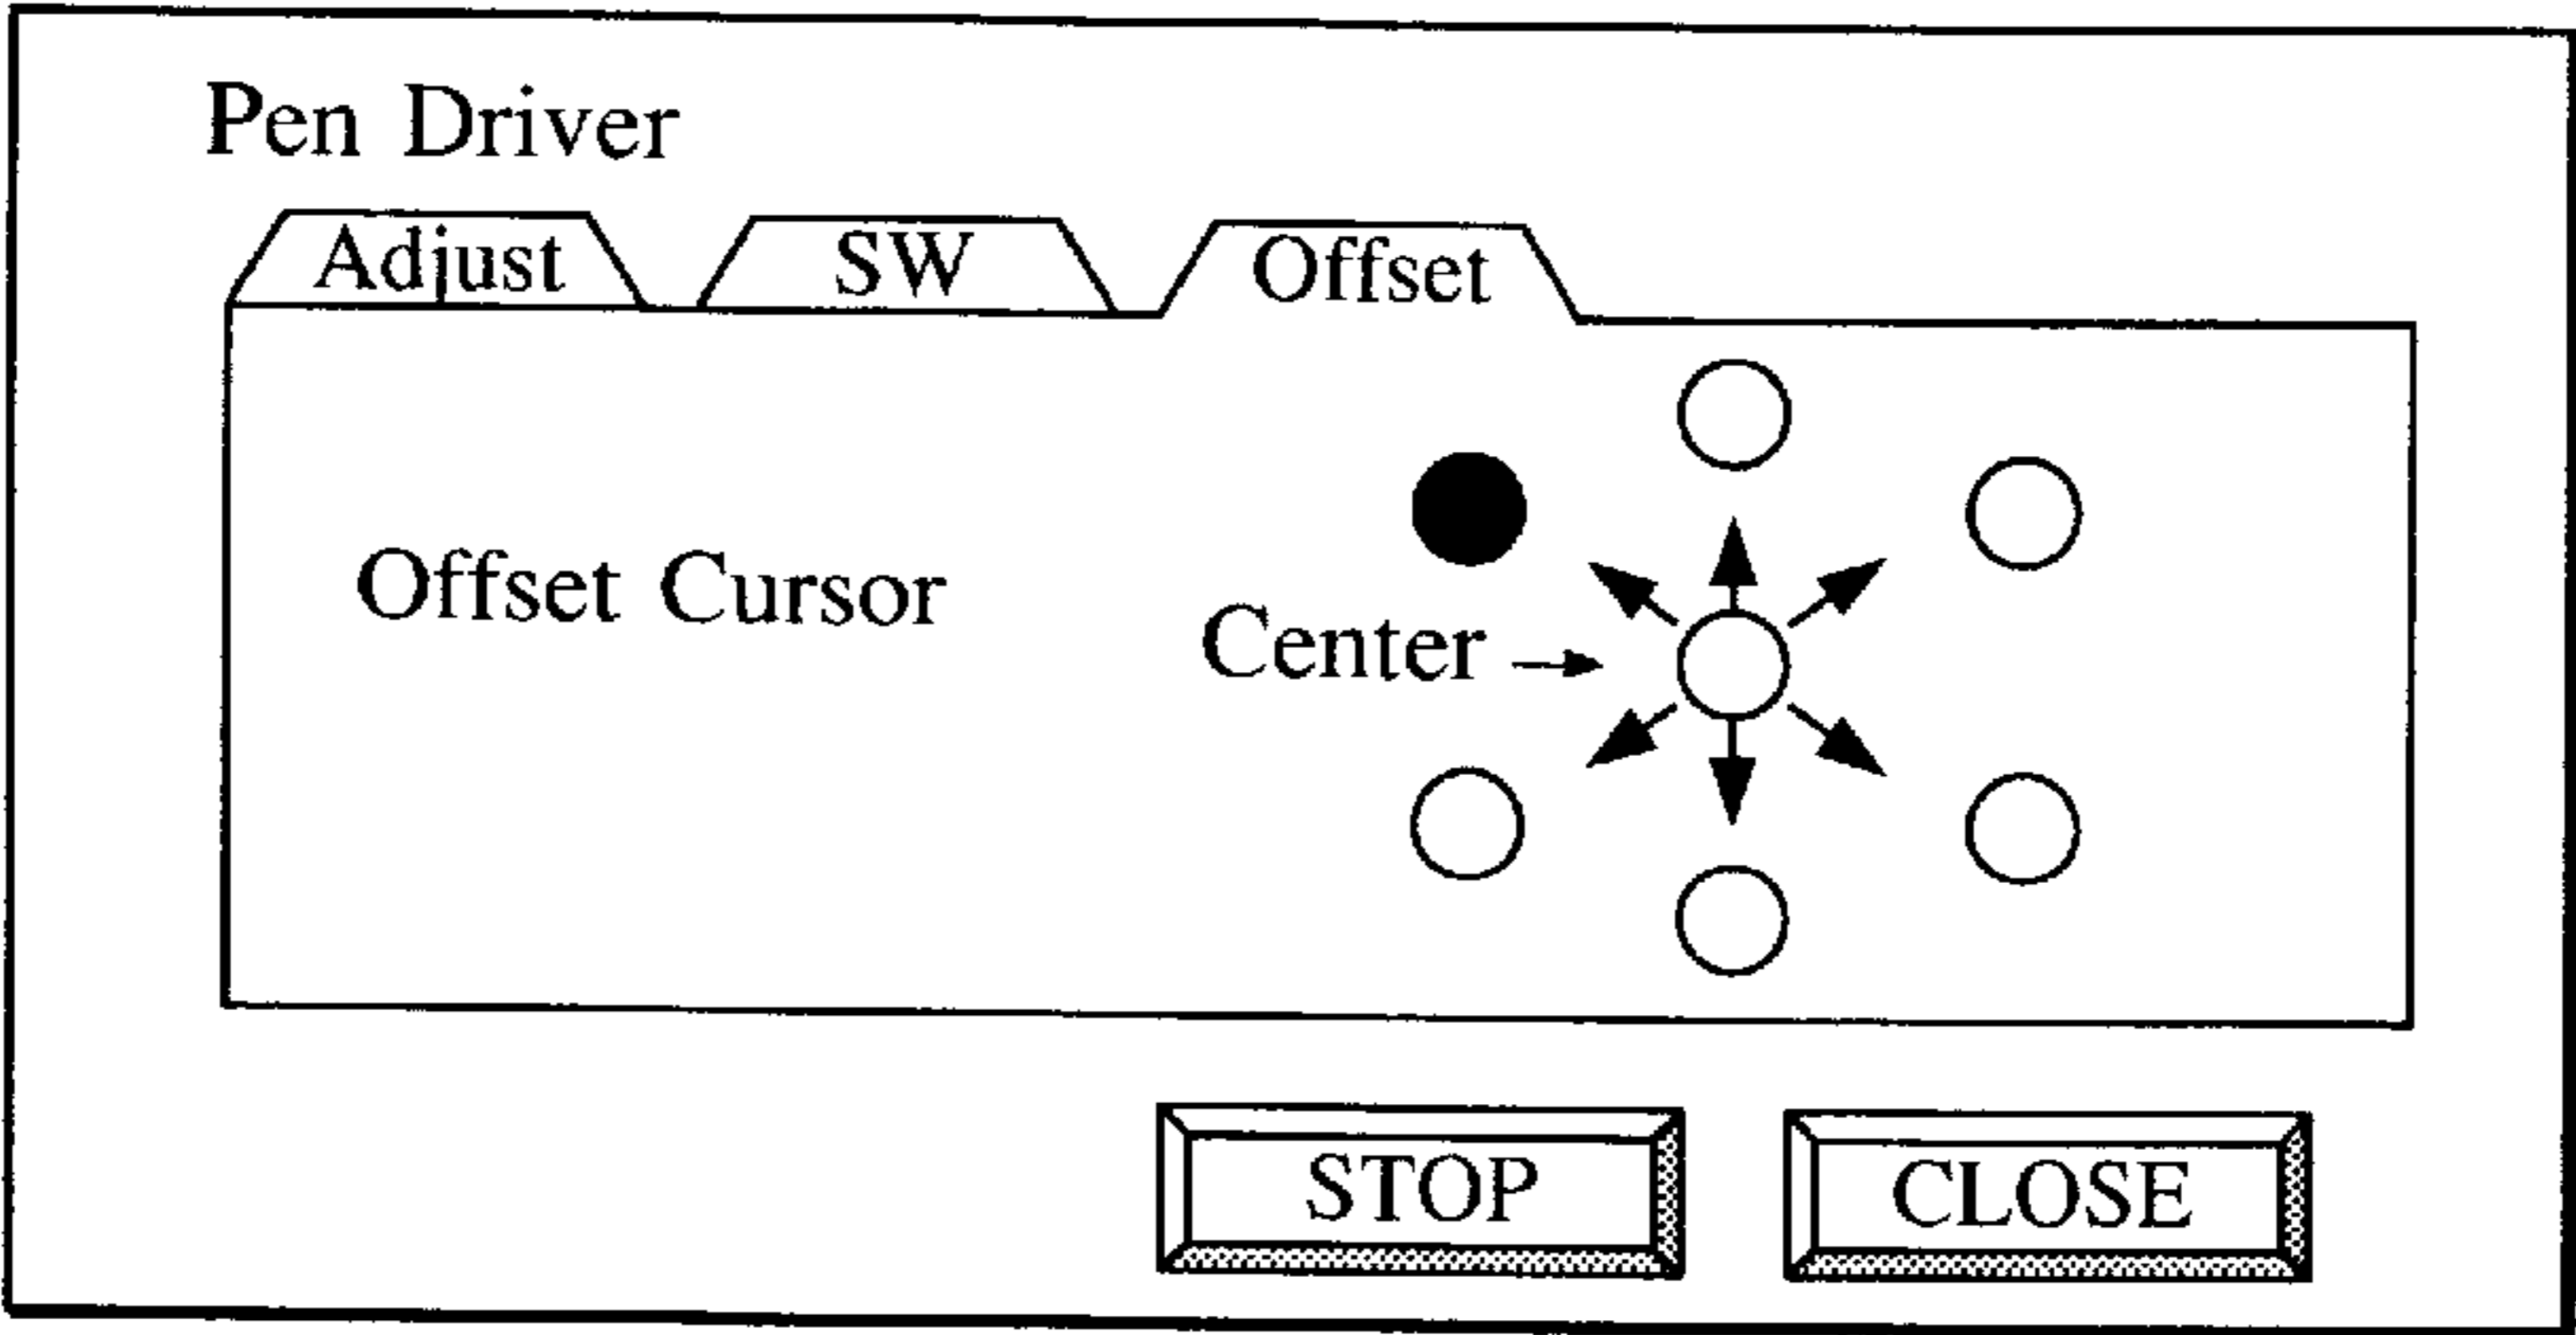 Pen Driver
Adjust SW Offset
Offset Cursor
Center
STOP CLOSE